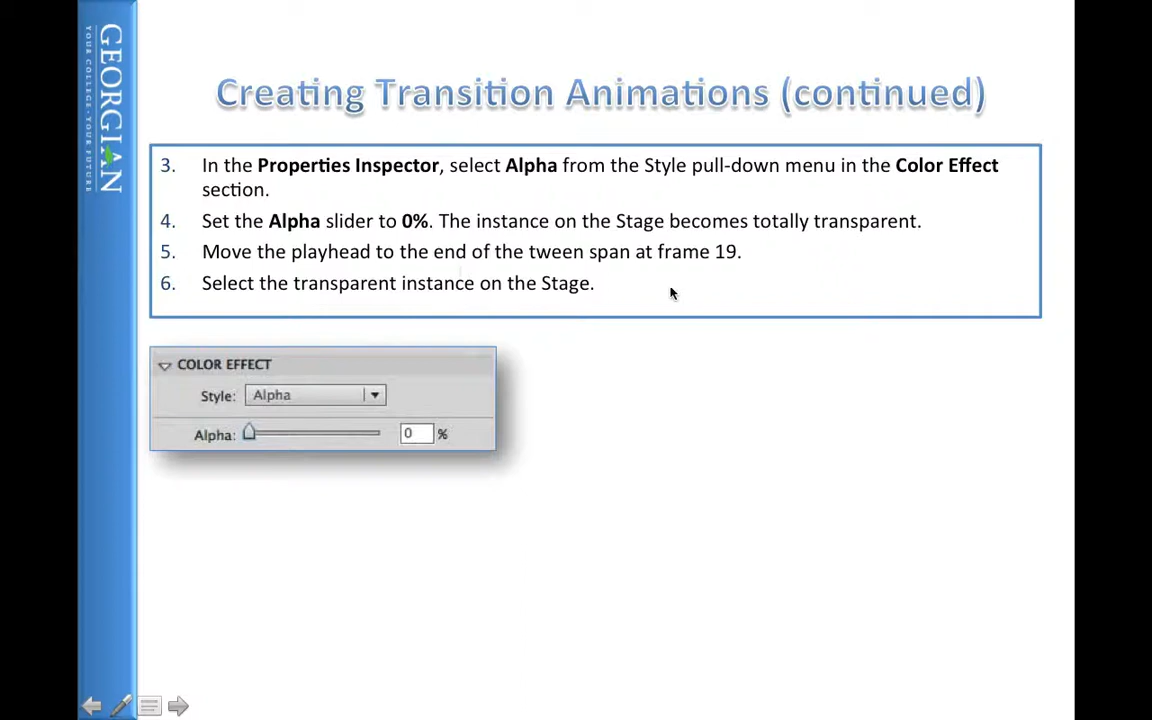 GEORGIAN
YOUR COLLEGE · YOUR FUTURE
Creating Transition Animations (continued)
3. In the Properties Inspector, select Alpha from the Style pull-down menu in the Color Effect
section.
4. Set the Alpha slider to 0%. The instance on the Stage becomes totally transparent.
5. Move the playhead to the end of the tween span at frame 19.
6. Select the transparent instance on the Stage.
COLOR EFFECT
Style: Alpha
Alpha: 0 %